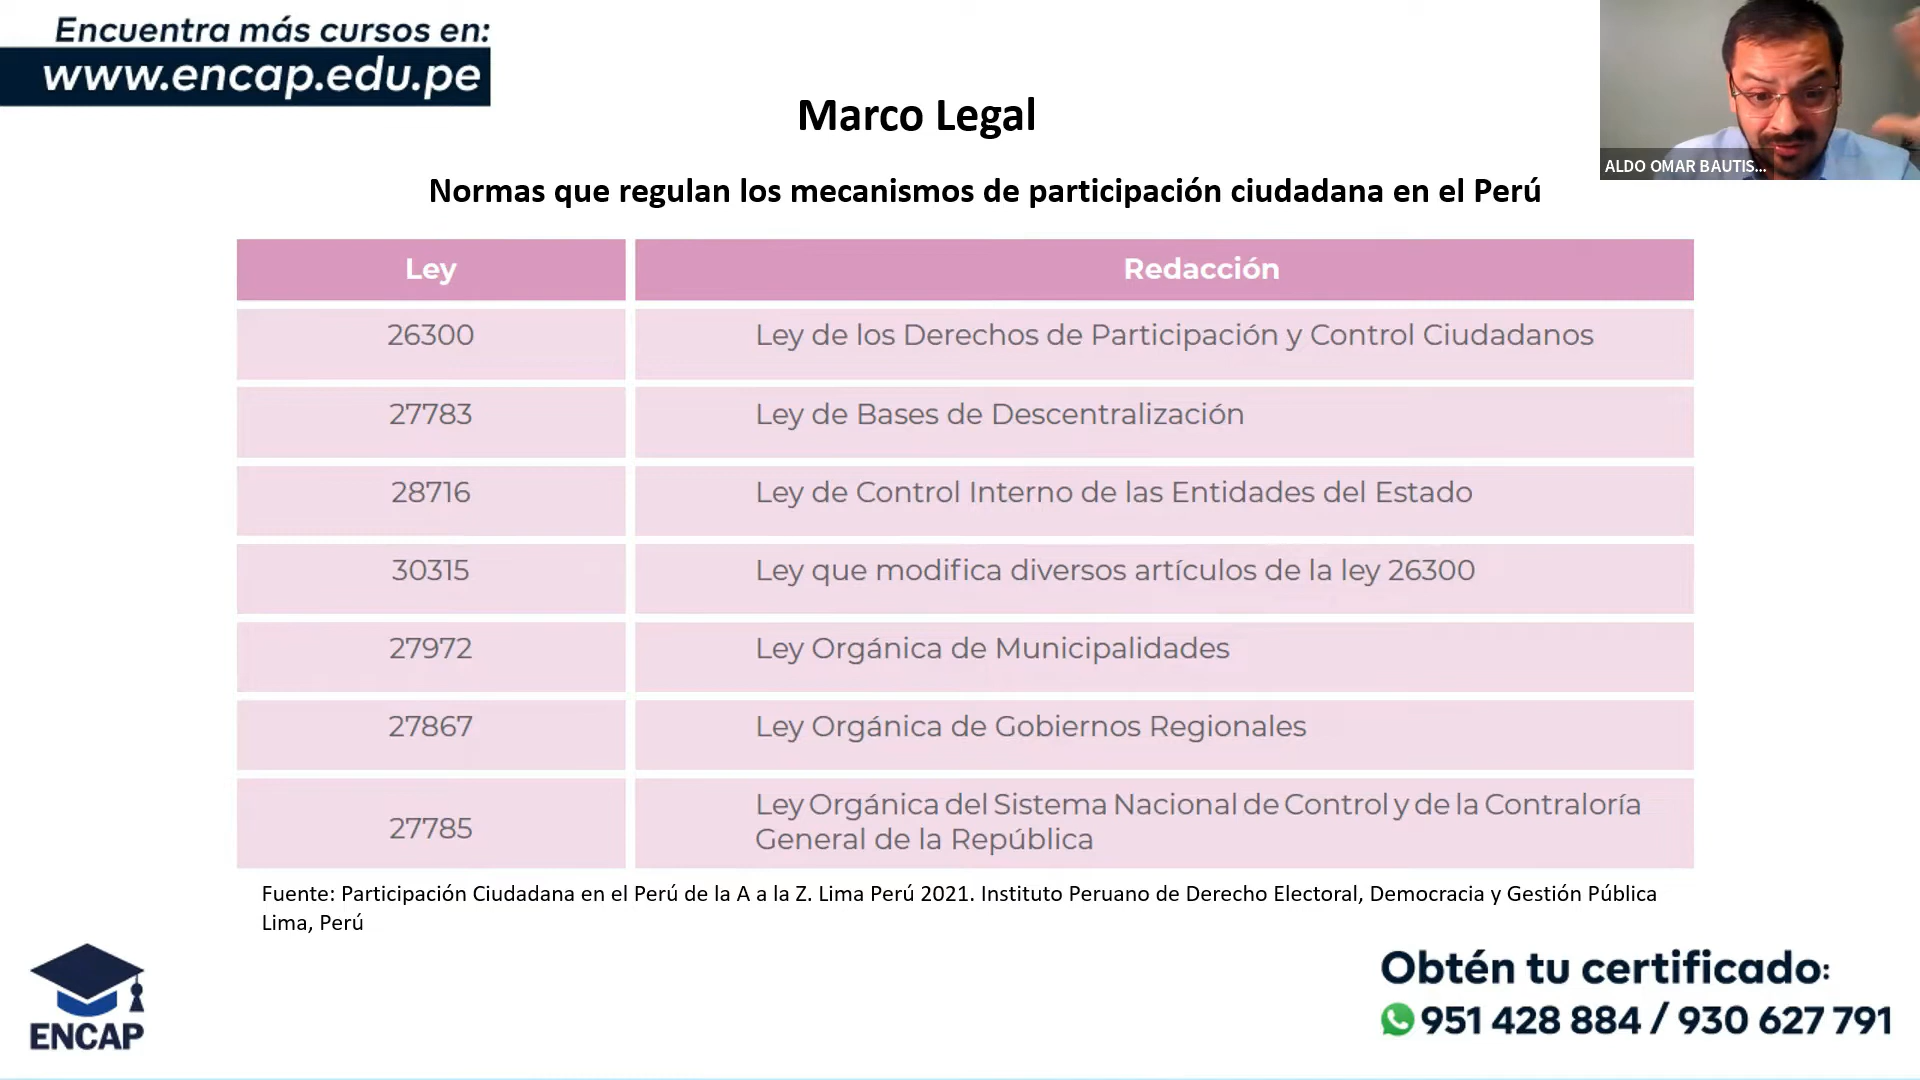 Encuentra más cursos en:
www.encap.edu.pe
Marco Legal
ALDO OMAR BAUTIS...
Normas que regulan los mecanismos de participación ciudadana en el Perú
Ley Redacción
26300 Ley de los Derechos de Participación y Control Ciudadanos
27783 Ley de Bases de Descentralización
28716 Ley de Control Interno de las Entidades del Estado
30315 Ley que modifica diversos artículos de la ley 26300
27972 Ley Orgánica de Municipalidades
27867 Ley Orgánica de Gobiernos Regionales
27785 Ley Orgánica del Sistema Nacional de Control y de la Contraloría
General de la República
Fuente: Participación Ciudadana en el Perú de la A a la Z. Lima Perú 2021. Instituto Peruano de Derecho Electoral, Democracia y Gestión Pública
Lima, Perú
ENCAP
Obtén tu certificado:
951 428 884 / 930 627 791